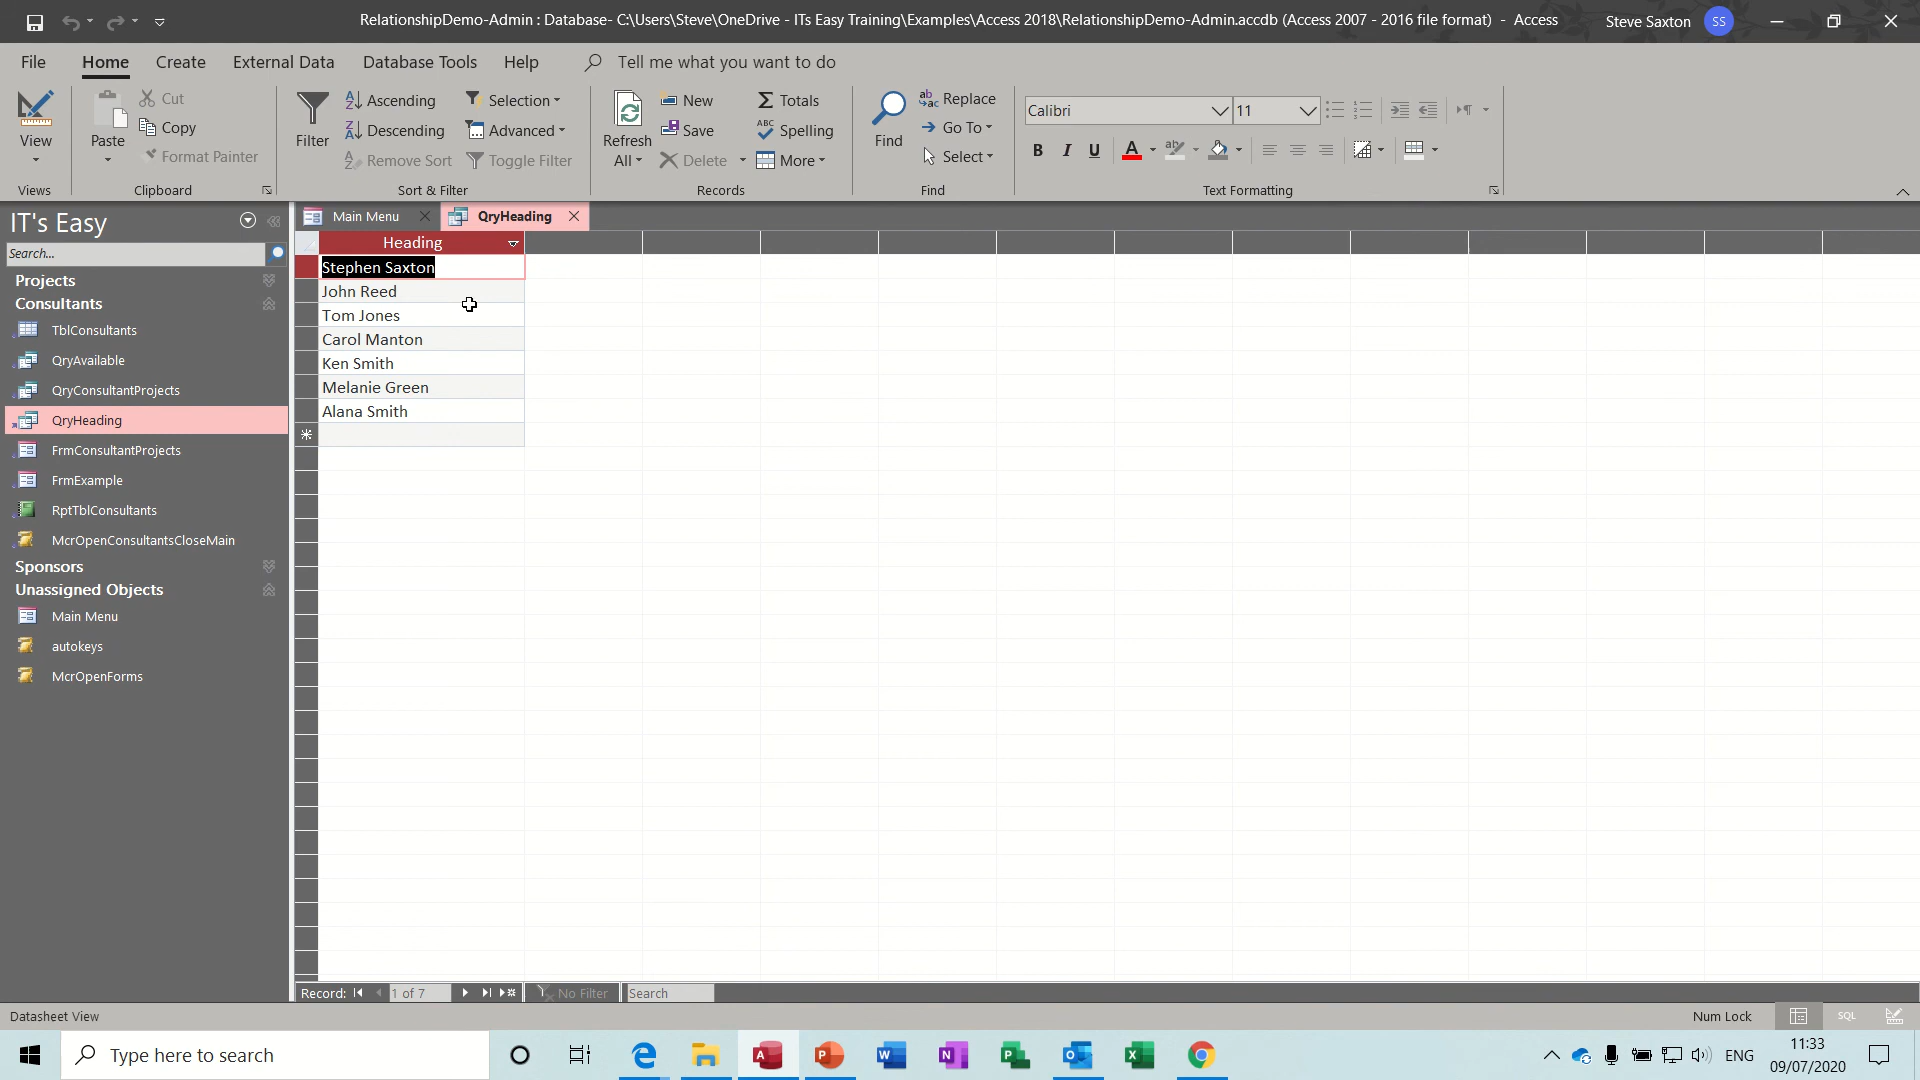 RelationshipDemo-Admin : Database- C:\Users\Steve\OneDrive - ITs Easy Training\Examples\Access 2018\RelationshipDemo-Admin.accdb (Access 2007 - 2016 file format) - Access
Steve Saxton
SS
File Home Create External Data Database Tools Help Tell me what you want to do
View
Views
Paste
Cut
Copy
Format Painter
Clipboard
Filter
Ascending
Descending
Remove Sort
Selection
Advanced
Toggle Filter
Sort & Filter
Refresh
All
New
Save
Delete
Totals
Spelling
More
Records
Find
Replace
Go To
Select
Find
Calibri
11
B I U A
Text Formatting
IT's Easy
Search...
Projects
Consultants
TblConsultants
QryAvailable
QryConsultantProjects
QryHeading
FrmConsultantProjects
FrmExample
RptTblConsultants
McrOpenConsultantsCloseMain
Sponsors
Unassigned Objects
Main Menu
autokeys
McrOpenForms
Main Menu
QryHeading
Heading
Stephen Saxton
John Reed
Tom Jones
Carol Manton
Ken Smith
Melanie Green
Alana Smith
Record: 1 of 7 No Filter Search
Datasheet View
Num Lock
SQL
Type here to search
ENG
11:33
09/07/2020